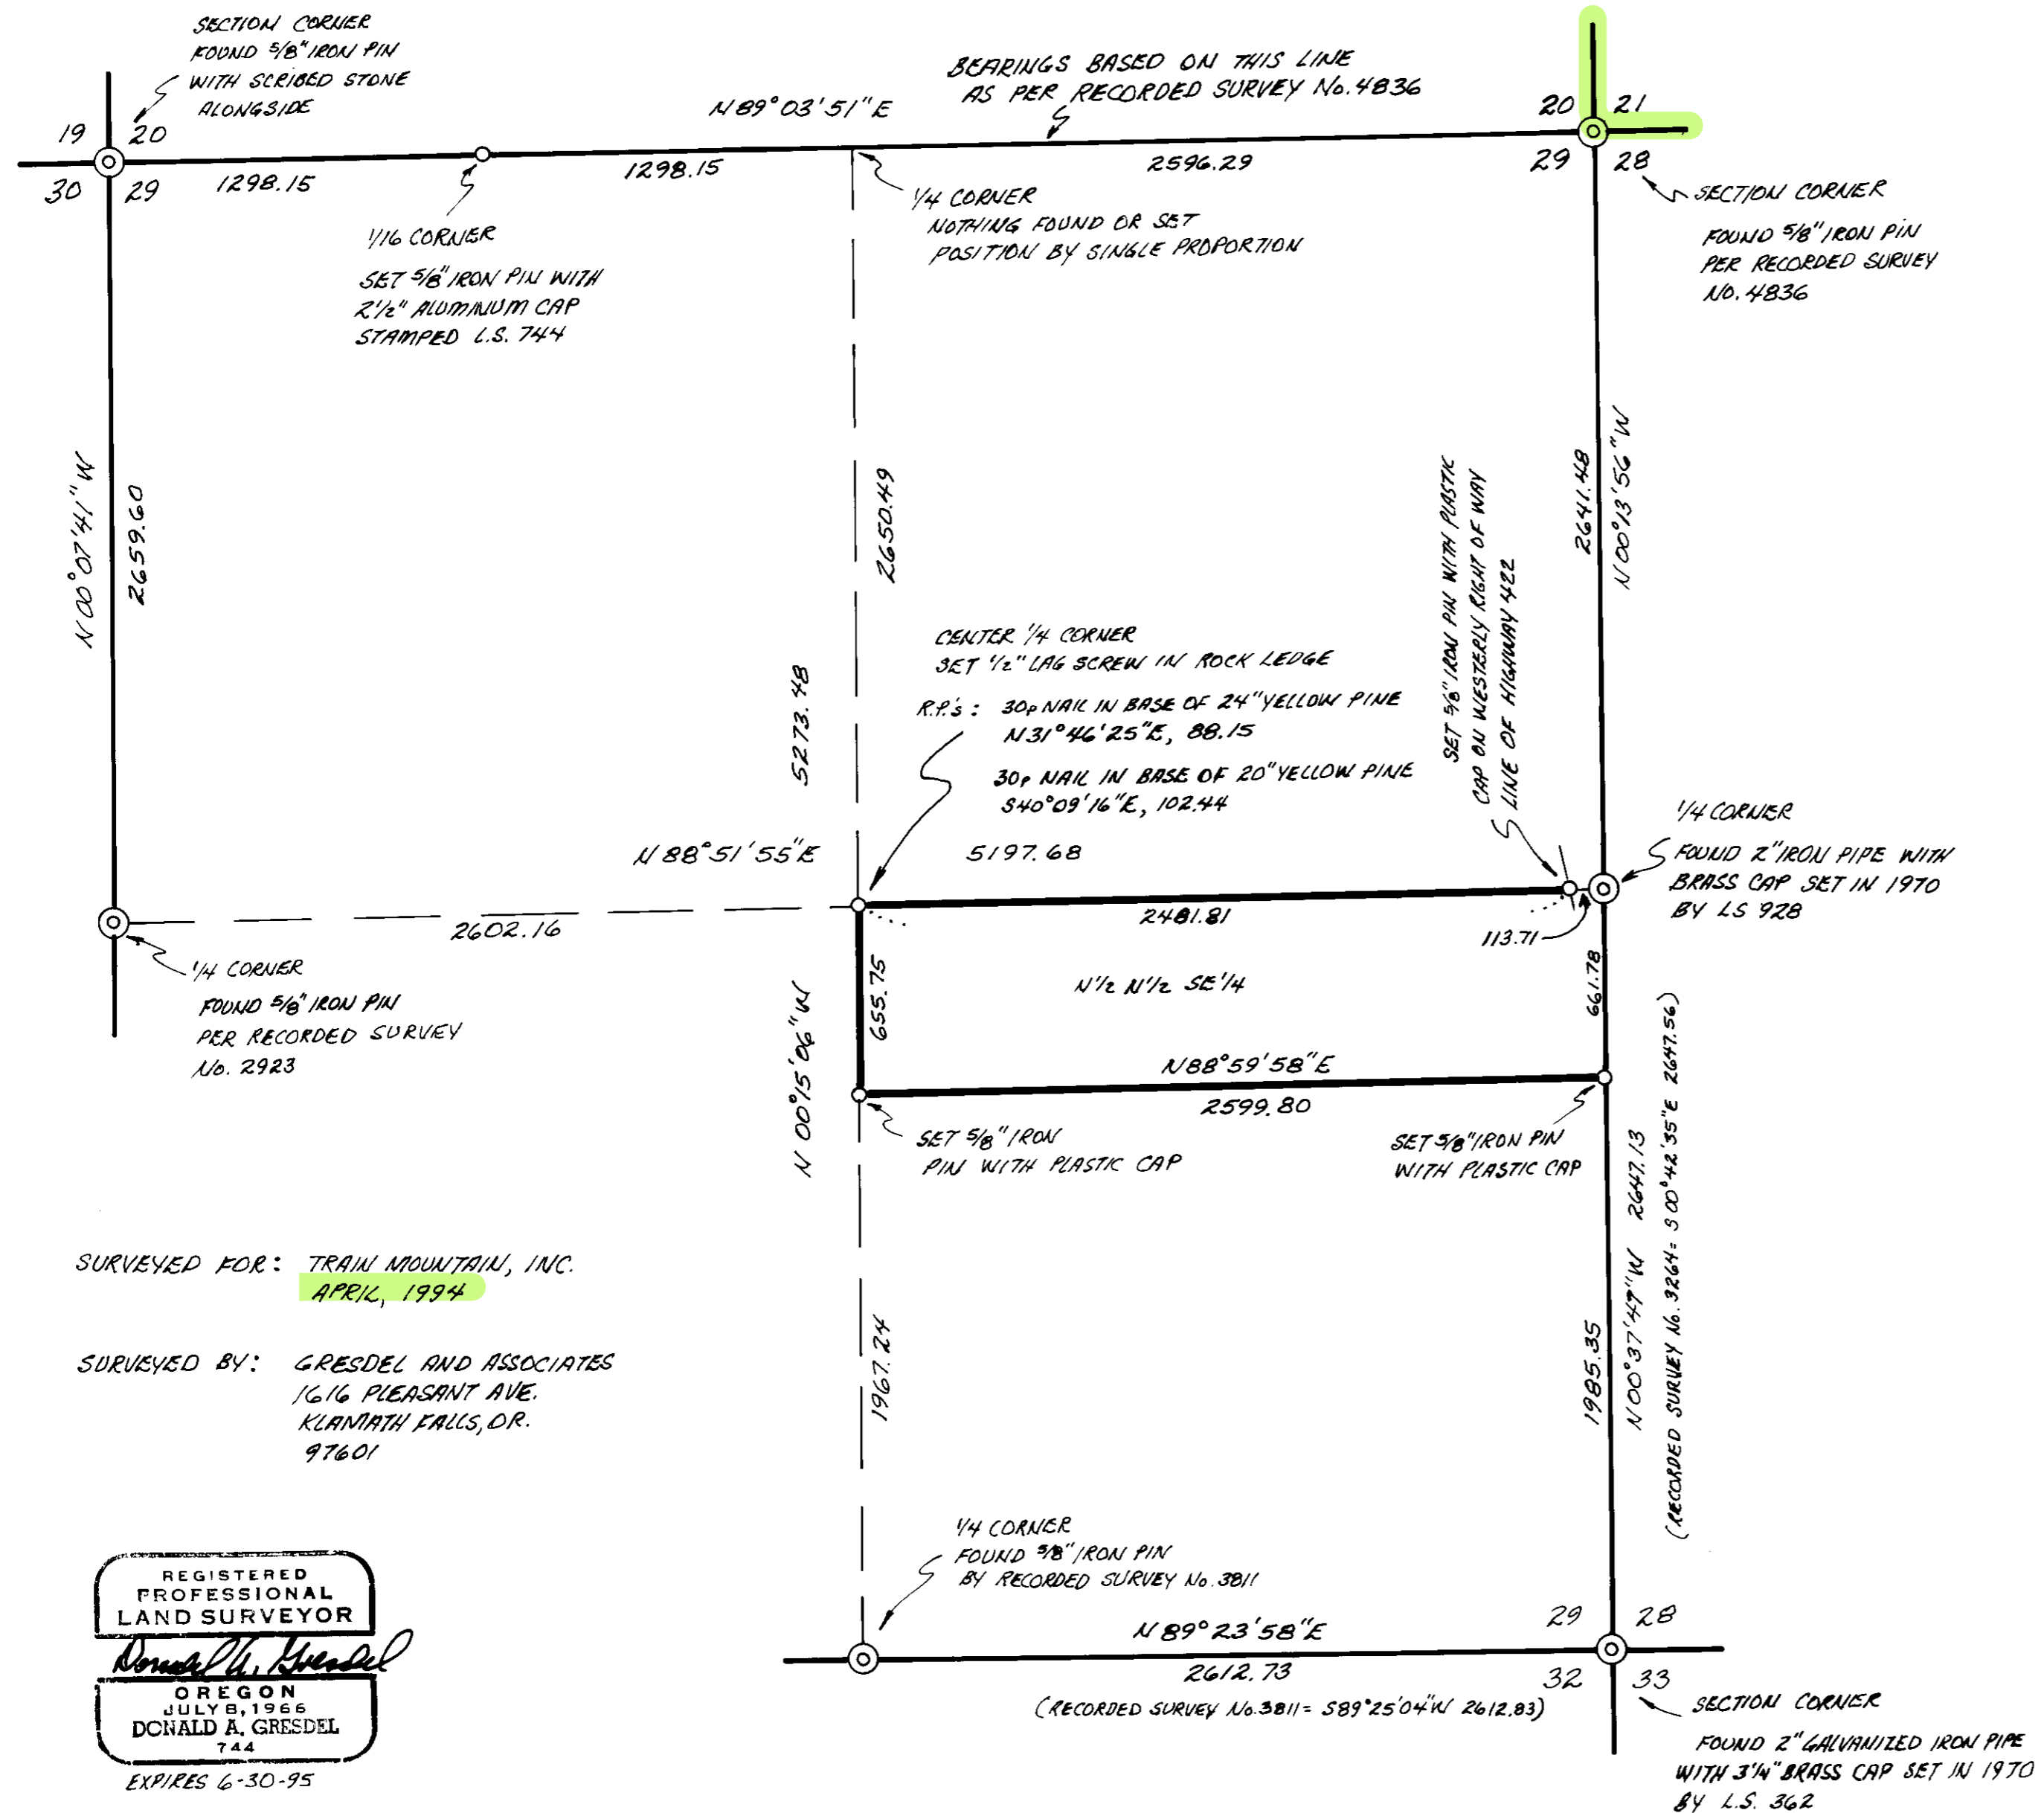 SECTION CORNER
FOUND 5/8" IRON PIN
WITH SCRIBED STONE
ALONGSIDE
19 20
30 29
BEARINGS BASED ON THIS LINE
AS PER RECORDED SURVEY No. 4836
N 89° 03' 51" E
1298.15
1298.15
2596.29
20 21
29 28
SECTION CORNER
FOUND 5/8" IRON PIN
PER RECORDED SURVEY
No. 4836
1/16 CORNER
SET 5/8" IRON PIN WITH
2 1/2" ALUMINUM CAP
STAMPED L.S. 744
1/4 CORNER
NOTHING FOUND OR SET
POSITION BY SINGLE PROPORTION
N 00° 07' 41" W
2659.60
2650.49
5273.48
2641.48
N 00° 13' 56" W
SET 5/8" IRON PIN WITH PLASTIC
CAP ON WESTERLY RIGHT OF WAY
LINE OF HIGHWAY 422
CENTER 1/4 CORNER
SET 1/2" LAG SCREW IN ROCK LEDGE
R.P.'s: 30p NAIL IN BASE OF 24" YELLOW PINE
N 31° 46' 25" E, 88.15
30p NAIL IN BASE OF 20" YELLOW PINE
S 40° 09' 16" E, 102.44
N 88° 51' 55" E
5197.68
1/4 CORNER
FOUND 2" IRON PIPE WITH
BRASS CAP SET IN 1970
BY LS 928
2602.16
2481.81
113.71
1/4 CORNER
FOUND 5/8" IRON PIN
PER RECORDED SURVEY
No. 2923
655.75
N 1/2 N 1/2 SE 1/4
661.78
N 00° 15' 06" W
N 88° 59' 58" E
2599.80
SET 5/8" IRON
PIN WITH PLASTIC CAP
SET 5/8" IRON PIN
WITH PLASTIC CAP
N 00° 37' 47" W 2647.13
(RECORDED SURVEY No. 3264 = S 00° 42' 35" E 2647.56)
1967.24
1985.35
SURVEYED FOR: TRAIN MOUNTAIN, INC.
APRIL, 1994
SURVEYED BY: GRESDEL AND ASSOCIATES
1616 PLEASANT AVE.
KLAMATH FALLS, OR.
97601
1/4 CORNER
FOUND 5/8" IRON PIN
BY RECORDED SURVEY No. 3811
N 89° 23' 58" E
2612.73
(RECORDED SURVEY No. 3811 = S 89° 25' 04" W 2612.83)
29 28
32 33
SECTION CORNER
FOUND 2" GALVANIZED IRON PIPE
WITH 3 1/4" BRASS CAP SET IN 1970
BY L.S. 362
REGISTERED
PROFESSIONAL
LAND SURVEYOR
Donald A. Gresdel
OREGON
JULY 8, 1966
DONALD A. GRESDEL
744
EXPIRES 6-30-95